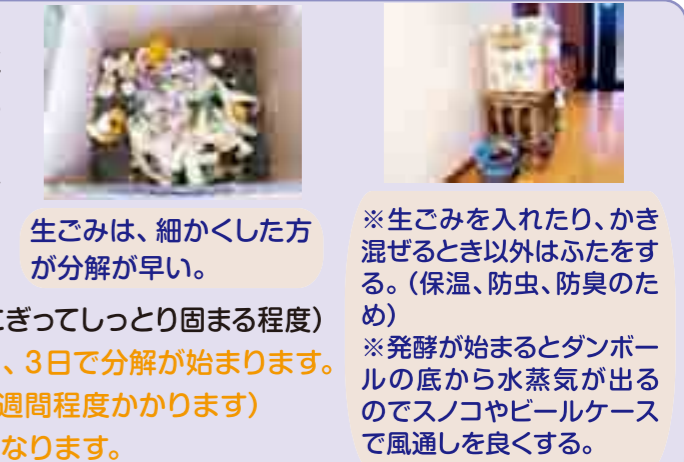 生ごみは、細かくした方
が分解が早い。
ぎってしっとり固まる程度)
、3日で分解が始まります。
週間程度かかります)
なります。
※生ごみを入れたり、かき
混ぜるとき以外はふたをす
る。(保温、防虫、防臭のた
め)
※発酵が始まるとダンボー
ルの底から水蒸気が出る
のでスノコやビールケース
で風通しを良くする。